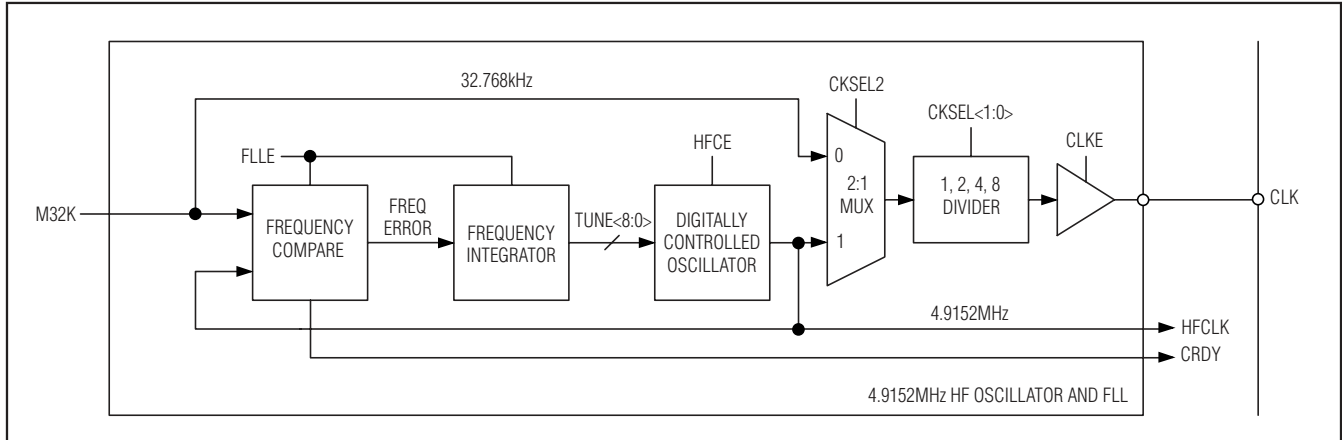 32.768kHz
CKSEL2
CKSEL<1:0>
CLKE
FLLE
HFCE
M32K
FREQUENCY
COMPARE
FREQ
ERROR
FREQUENCY
INTEGRATOR
TUNE<8:0>
DIGITALLY
CONTROLLED
OSCILLATOR
0
2:1
MUX
1
1, 2, 4, 8
DIVIDER
CLK
4.9152MHz
HFCLK
CRDY
4.9152MHz HF OSCILLATOR AND FLL